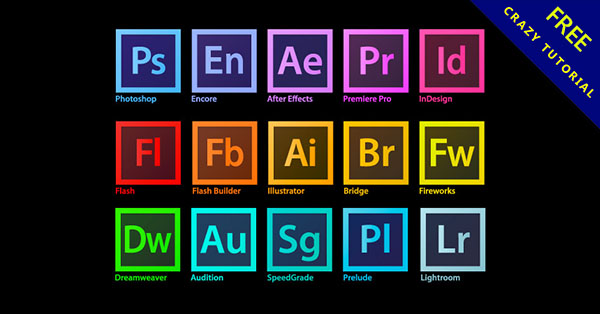 FREE
CRAZY TUTORIAL
Ps En Ae Pr Id
Photoshop Encore After Effects Premiere Pro InDesign
Fl Fb Ai Br Fw
Flash Flash Builder Illustrator Bridge Fireworks
Dw Au Sg Pl Lr
Dreamweaver Audition SpeedGrade Prelude Lightroom